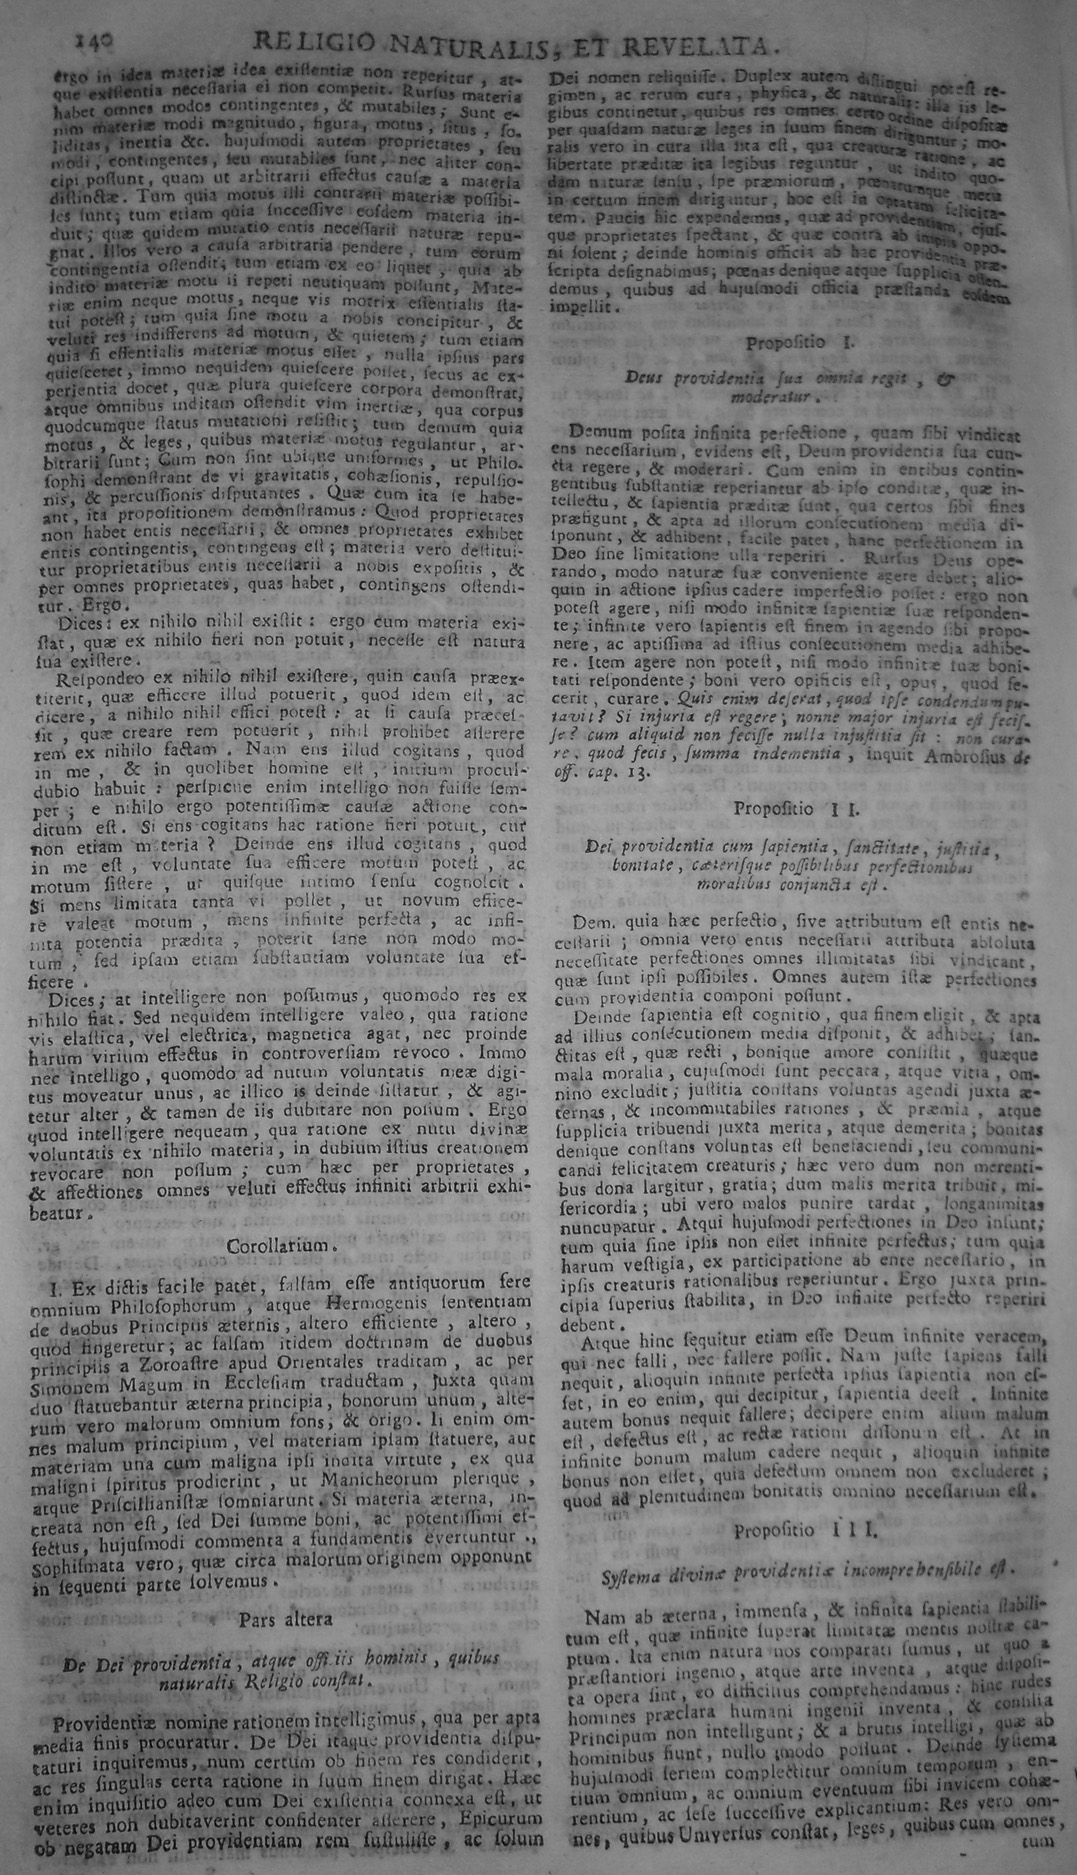 140
RELIGIO NATURALIS, ET REVELATA.
ergo in idea materiæ idea exiſtentiæ non reperitur, at-
que exiſtentia neceſſaria ei non competit. Rurſus materia
habet omnes modos contingentes, & mutabiles; Sunt e-
nim materiæ modi magnitudo, figura, motus, ſitus, ſo-
liditas, inertia &c. hujuſmodi autem proprietates, ſeu
modi, contingentes, ſeu mutabiles ſunt, nec aliter con-
cipi poſſunt, quam ut arbitrarii effectus cauſæ a materia
diſtinctæ. Tum quia motus illi contrarii materiæ poſſibi-
les ſunt; tum etiam quia ſucceſſive eoſdem materia in-
duit; quæ quidem mutatio entis neceſſarii naturæ repu-
gnat. Illos vero a cauſa arbitraria pendere, tum eorum
contingentia oſtendit; tum etiam ex eo liquet, quia ab
indito materiæ motu ii repeti neutiquam poſſunt, Mate-
riæ enim neque motus, neque vis motrix eſſentialis ſta-
tui poteſt; tum quia ſine motu a nobis concipitur, &
veluti res indifferens ad motum, & quietem; tum etiam
quia ſi eſſentialis materiæ motus eſſet, nulla ipſius pars
quieſceret, immo nequidem quieſcere poſſet, ſecus ac ex-
perientia docet, quæ plura quieſcere corpora demonſtrat,
atque omnibus inditam oſtendit vim inertiæ, qua corpus
quodcumque ſtatus mutationi reſiſtit; tum demum quia
motus, & leges, quibus materiæ motus regulantur, ar-
bitrarii ſunt; Cum non ſint ubique uniformes, ut Philo-
ſophi demonſtrant de vi gravitatis, cohæſionis, repulſio-
nis, & percuſſionis diſputantes. Quæ cum ita ſe habe-
ant, ita propoſitionem demonſtramus: Quod proprietates
non habet entis neceſſarii, & omnes proprietates exhibet
entis contingentis, contingens eſt; materia vero deſtitui-
tur proprietatibus entis neceſſarii a nobis expoſitis, &
per omnes proprietates, quas habet, contingens oſtendi-
tur. Ergo.
Dices: ex nihilo nihil exiſtit: ergo cum materia exi-
ſtat, quæ ex nihilo fieri non potuit, neceſſe eſt natura
ſua exiſtere.
Reſpondeo ex nihilo nihil exiſtere, quin cauſa præex-
titerit, quæ efficere illud potuerit, quod idem eſt, ac
dicere, a nihilo nihil effici poteſt: at ſi cauſa præceſ-
ſit, quæ creare rem potuerit, nihil prohibet aſſerere
rem ex nihilo factam. Nam ens illud cogitans, quod
in me, & in quolibet homine eſt, initium procul-
dubio habuit: perſpicue enim intelligo non fuiſſe ſem-
per; e nihilo ergo potentiſſimæ cauſæ actione con-
ditum eſt. Si ens cogitans hac ratione fieri potuit, cur
non etiam materia? Deinde ens illud cogitans, quod
in me eſt, voluntate ſua efficere motum poteſt, ac
motum ſiſtere, ut quiſque intimo ſenſu cognoſcit.
Si mens limitata tanta vi pollet, ut novum effice-
re valeat motum, mens infinite perfecta, ac infi-
nita potentia prædita, poterit ſane non modo mo-
tum, ſed ipſam etiam ſubſtantiam voluntate ſua ef-
ficere.
Dices; at intelligere non poſſumus, quomodo res ex
nihilo fiat. Sed nequidem intelligere valeo, qua ratione
vis elaſtica, vel electrica, magnetica agat, nec proinde
harum virium effectus in controverſiam revoco. Immo
nec intelligo, quomodo ad nutum voluntatis meæ digi-
tus moveatur unus, ac illico is deinde ſiſtatur, & agi-
tetur alter, & tamen de iis dubitare non poſſum. Ergo
quod intelligere nequeam, qua ratione ex nutu divinæ
voluntatis ex nihilo materia, in dubium iſtius creationem
revocare non poſſum; cum hæc per proprietates,
& affectiones omnes veluti effectus infiniti arbitrii exhi-
beatur.
Corollarium.
I. Ex dictis facile patet, falſam eſſe antiquorum fere
omnium Philoſophorum, atque Hermogenis ſententiam
de duobus Principiis æternis, altero efficiente, altero,
quod fingeretur; ac falſam itidem doctrinam de duobus
principiis a Zoroaſtre apud Orientales traditam, ac per
Simonem Magum in Eccleſiam traductam, juxta quam
duo ſtatuebantur æterna principia, bonorum unum, alte-
rum vero malorum omnium fons, & origo. Ii enim om-
nes malum principium, vel materiam ipſam ſtatuere, aut
materiam una cum maligna ipſi inſita virtute, ex qua
maligni ſpiritus prodierint, ut Manicheorum plerique,
atque Priſcillianiſtæ ſomniarunt. Si materia æterna, in-
creata non eſt, ſed Dei ſumme boni, ac potentiſſimi ef-
fectus, hujuſmodi commenta a fundamentis evertuntur.,
Sophiſmata vero, quæ circa malorum originem opponunt
in ſequenti parte ſolvemus.
Pars altera
De Dei providentia, atque officiis hominis, quibus
naturalis Religio conſtat.
Providentiæ nomine rationem intelligimus, qua per apta
media finis procuratur. De Dei itaque providentia diſpu-
taturi inquiremus, num certum ob finem res condiderit,
ac res ſingulas certa ratione in ſuum finem dirigat. Hæc
enim inquiſitio adeo cum Dei exiſtentia connexa eſt, ut
veteres non dubitaverint confidenter aſſerere, Epicurum
ob negatam Dei providentiam rem ſuſtuliſſe, ac ſolum
Dei nomen reliquiſſe. Duplex autem diſtingui poteſt re-
gimen, ac rerum cura, phyſica, & naturalis: illa iis le-
gibus continetur, quibus res omnes certo ordine diſpoſitæ
per quaſdam naturæ leges in ſuum finem diriguntur; mo-
ralis vero in cura illa ſita eſt, qua creaturæ ratione, ac
libertate præditæ ita legibus reguntur, ut indito quo-
dam naturæ ſenſu, ſpe præmiorum, pœnarumque metu
in certum finem dirigantur, hoc eſt in optatam felicita-
tem. Paucis hic expendemus, quæ ad providentiam, ejuſ-
que proprietates ſpectant, & quæ contra ab impiis oppo-
ni ſolent; deinde hominis officia ab hac providentia præ-
ſcripta deſignabimus; pœnas denique atque ſupplicia oſten-
demus, quibus ad hujuſmodi officia præſtanda eoſdem
impellit.
Propoſitio I.
Deus providentia ſua omnia regit, &
moderatur.
Demum poſita infinita perfectione, quam ſibi vindicat
ens neceſſarium, evidens eſt, Deum providentia ſua cun-
cta regere, & moderari. Cum enim in entibus contin-
gentibus ſubſtantiæ reperiantur ab ipſo conditæ, quæ in-
tellectu, & ſapientia præditæ ſunt, qua certos ſibi fines
præfigunt, & apta ad illorum conſecutionem media di-
ſponunt, & adhibent, facile patet, hanc perfectionem in
Deo ſine limitatione ulla reperiri. Rurſus Deus ope-
rando, modo naturæ ſuæ conveniente agere debet; alio-
quin in actione ipſius cadere imperfectio poſſet: ergo non
poteſt agere, niſi modo infinitæ ſapientiæ ſuæ reſponden-
te; infinite vero ſapientis eſt finem in agendo ſibi propo-
nere, ac aptiſſima ad iſtius conſecutionem media adhibe-
re. Item agere non poteſt, niſi modo infinitæ ſuæ boni-
tati reſpondente; boni vero opificis eſt, opus, quod fe-
cerit, curare. Quis enim deſerat, quod ipſe condendum pu-
tavit? Si injuria eſt regere; nonne major injuria eſt feciſ-
ſe? cum aliquid non feciſſe nulla injuſtitia ſit: non cura-
re, quod fecis, ſumma indementia, inquit Ambroſius de
off. cap. 13.
Propoſitio II.
Dei providentia cum ſapientia, ſanctitate, juſtitia,
bonitate, cæteriſque poſſibilibus perfectionibus
moralibus conjuncta eſt.
Dem. quia hæc perfectio, ſive attributum eſt entis ne-
ceſſarii; omnia vero entis neceſſarii attributa abſoluta
neceſſitate perfectiones omnes illimitatas ſibi vindicant,
quæ ſunt ipſi poſſibiles. Omnes autem iſtæ perfectiones
cum providentia componi poſſunt.
Deinde ſapientia eſt cognitio, qua finem eligit, & apta
ad illius conſecutionem media diſponit, & adhibet; ſan-
ctitas eſt, quæ recti, bonique amore conſiſtit, quæque
mala moralia, cujuſmodi ſunt peccata, atque vitia, om-
nino excludit; juſtitia conſtans voluntas agendi juxta æ-
ternas, & incommutabiles rationes, & præmia, atque
ſupplicia tribuendi juxta merita, atque demerita; bonitas
denique conſtans voluntas eſt benefaciendi, ſeu communi-
candi felicitatem creaturis; hæc vero dum non merenti-
bus dona largitur, gratia; dum malis merita tribuit, mi-
ſericordia; ubi vero malos punire tardat, longanimitas
nuncupatur. Atqui hujuſmodi perfectiones in Deo inſunt;
tum quia ſine ipſis non eſſet infinite perfectus; tum quia
harum veſtigia, ex participatione ab ente neceſſario, in
ipſis creaturis rationalibus reperiuntur. Ergo juxta prin-
cipia ſuperius ſtabilita, in Deo infinite perfecto reperiri
debent.
Atque hinc ſequitur etiam eſſe Deum infinite veracem,
qui nec falli, nec fallere poſſit. Nam juſte ſapiens falli
nequit, alioquin infinite perfecta ipſius ſapientia non eſ-
ſet, in eo enim, qui decipitur, ſapientia deeſt. Infinite
autem bonus nequit fallere; decipere enim alium malum
eſt, defectus eſt, ac rectæ rationi diſſonum eſt. At in
infinite bonum malum cadere nequit, alioquin infinite
bonus non eſſet, quia defectum omnem non excluderet;
quod ad plenitudinem bonitatis omnino neceſſarium eſt.
Propoſitio III.
Syſtema divinæ providentiæ incomprehenſibile eſt.
Nam ab æterna, immenſa, & infinita ſapientia ſtabili-
tum eſt, quæ infinite ſuperat limitatæ mentis noſtræ ca-
ptum. Ita enim natura nos comparati ſumus, ut quo a
præſtantiori ingenio, atque arte inventa, atque diſpoſi-
ta opera ſint, eo difficilius comprehendamus: hinc rudes
homines præclara humani ingenii inventa, & conſilia
Principum non intelligunt; & a brutis intelligi, quæ ab
hominibus fiunt, nullo modo poſſunt. Deinde ſyſtema
hujuſmodi ſeriem complectitur omnium temporum, en-
tium omnium, ac omnium eventuum ſibi invicem cohæ-
rentium, ac ſeſe ſucceſſive explicantium: Res vero om-
nes, quibus Univerſus conſtat, leges, quibus cum omnes,
tum